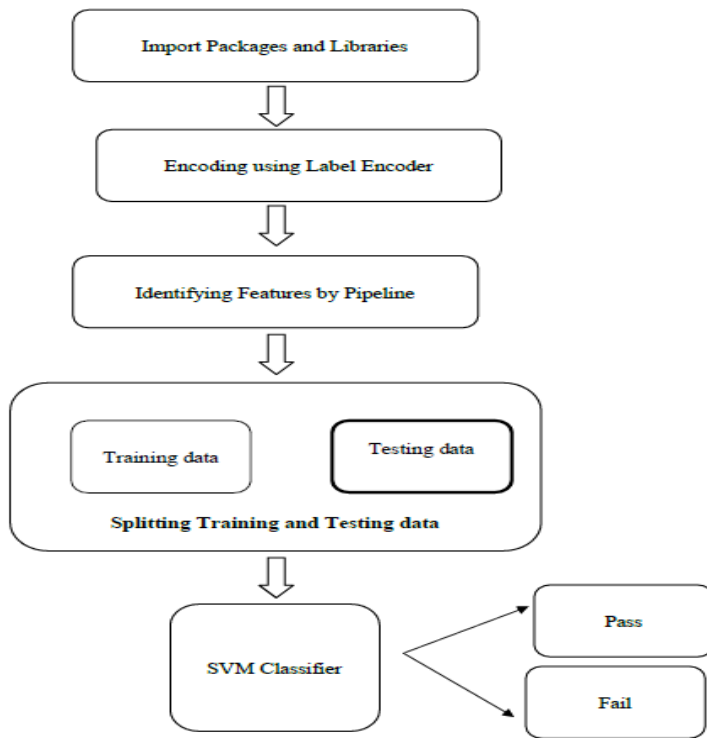 Import Packages and Libraries
Encoding using Label Encoder
Identifying Features by Pipeline
Training data
Testing data
Splitting Training and Testing data
SVM Classifier
Pass
Fail